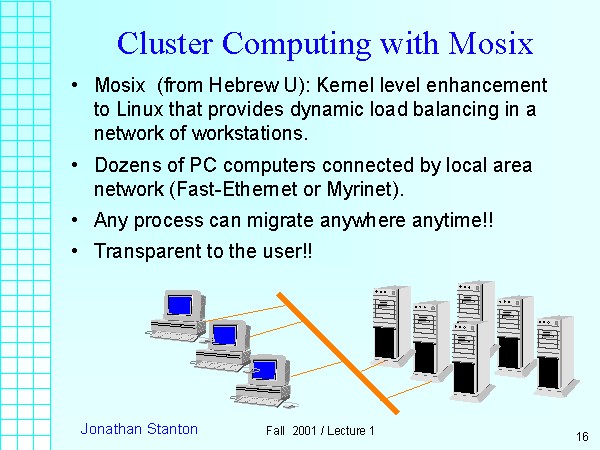 Cluster Computing with Mosix
• Mosix (from Hebrew U): Kernel level enhancement
to Linux that provides dynamic load balancing in a
network of workstations.
• Dozens of PC computers connected by local area
network (Fast-Ethernet or Myrinet).
• Any process can migrate anywhere anytime!!
• Transparent to the user!!
Jonathan Stanton
Fall 2001 / Lecture 1
16